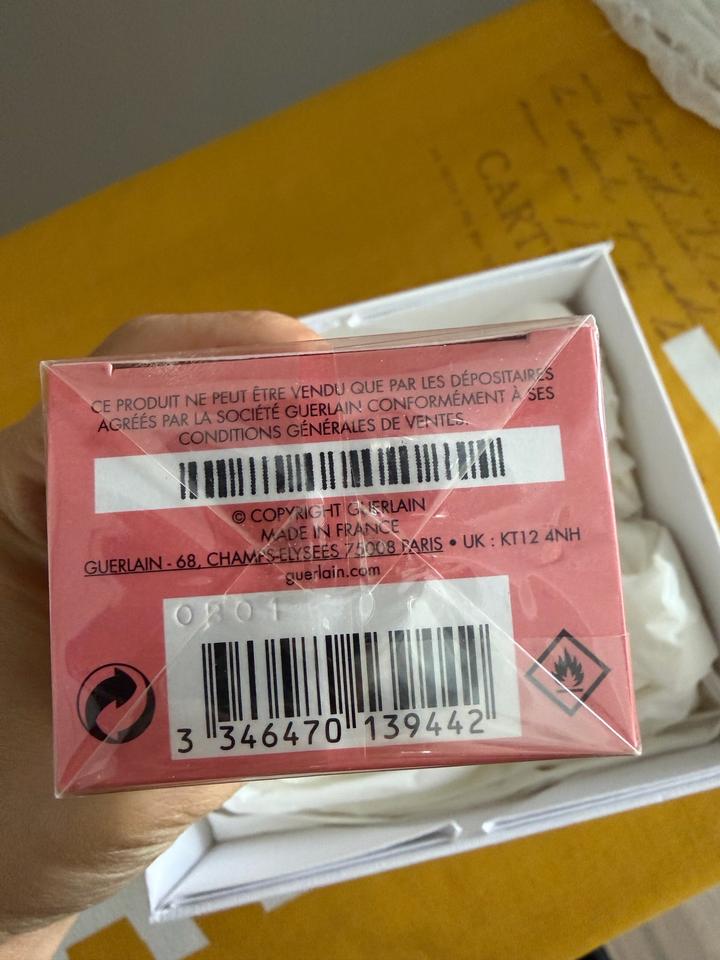 CE PRODUIT NE PEUT ÊTRE VENDU QUE PAR LES DÉPOSITAIRES
AGRÉÉS PAR LA SOCIÉTÉ GUERLAIN CONFORMÉMENT À SES
CONDITIONS GÉNÉRALES DE VENTES.
© COPYRIGHT GUERLAIN
MADE IN FRANCE
GUERLAIN - 68, CHAMPS-ELYSEES 75008 PARIS • UK : KT12 4NH
guerlain.com
3 346470 139442